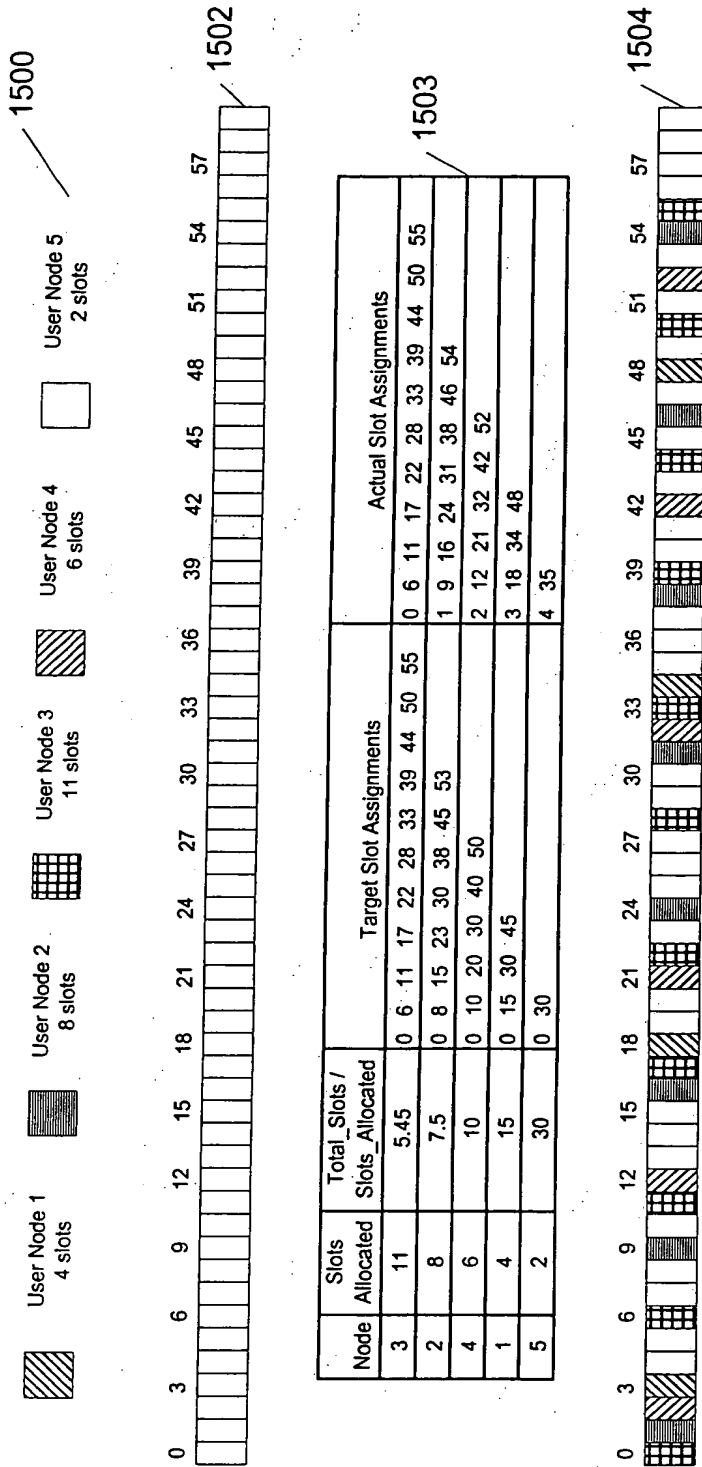 1500
User Node 1
4 slots
User Node 2
8 slots
User Node 3
11 slots
User Node 4
6 slots
User Node 5
2 slots
0 3 6 9 12 15 18 21 24 27 30 33 36 39 42 45 48 51 54 57
1502
1503
Node
Slots
Allocated
Total_Slots /
Slots_Allocated
Target Slot Assignments
Actual Slot Assignments
3 11 5.45 0 6 11 17 22 28 33 39 44 50 55 0 6 11 17 22 28 33 39 44 50 55
2 8 7.5 0 8 15 23 30 38 45 53 1 9 16 24 31 38 46 54
4 6 10 0 10 20 30 40 50 2 12 21 32 42 52
1 4 15 0 15 30 45 3 18 34 48
5 2 30 0 30 4 35
0 3 6 9 12 15 18 21 24 27 30 33 36 39 42 45 48 51 54 57
1504